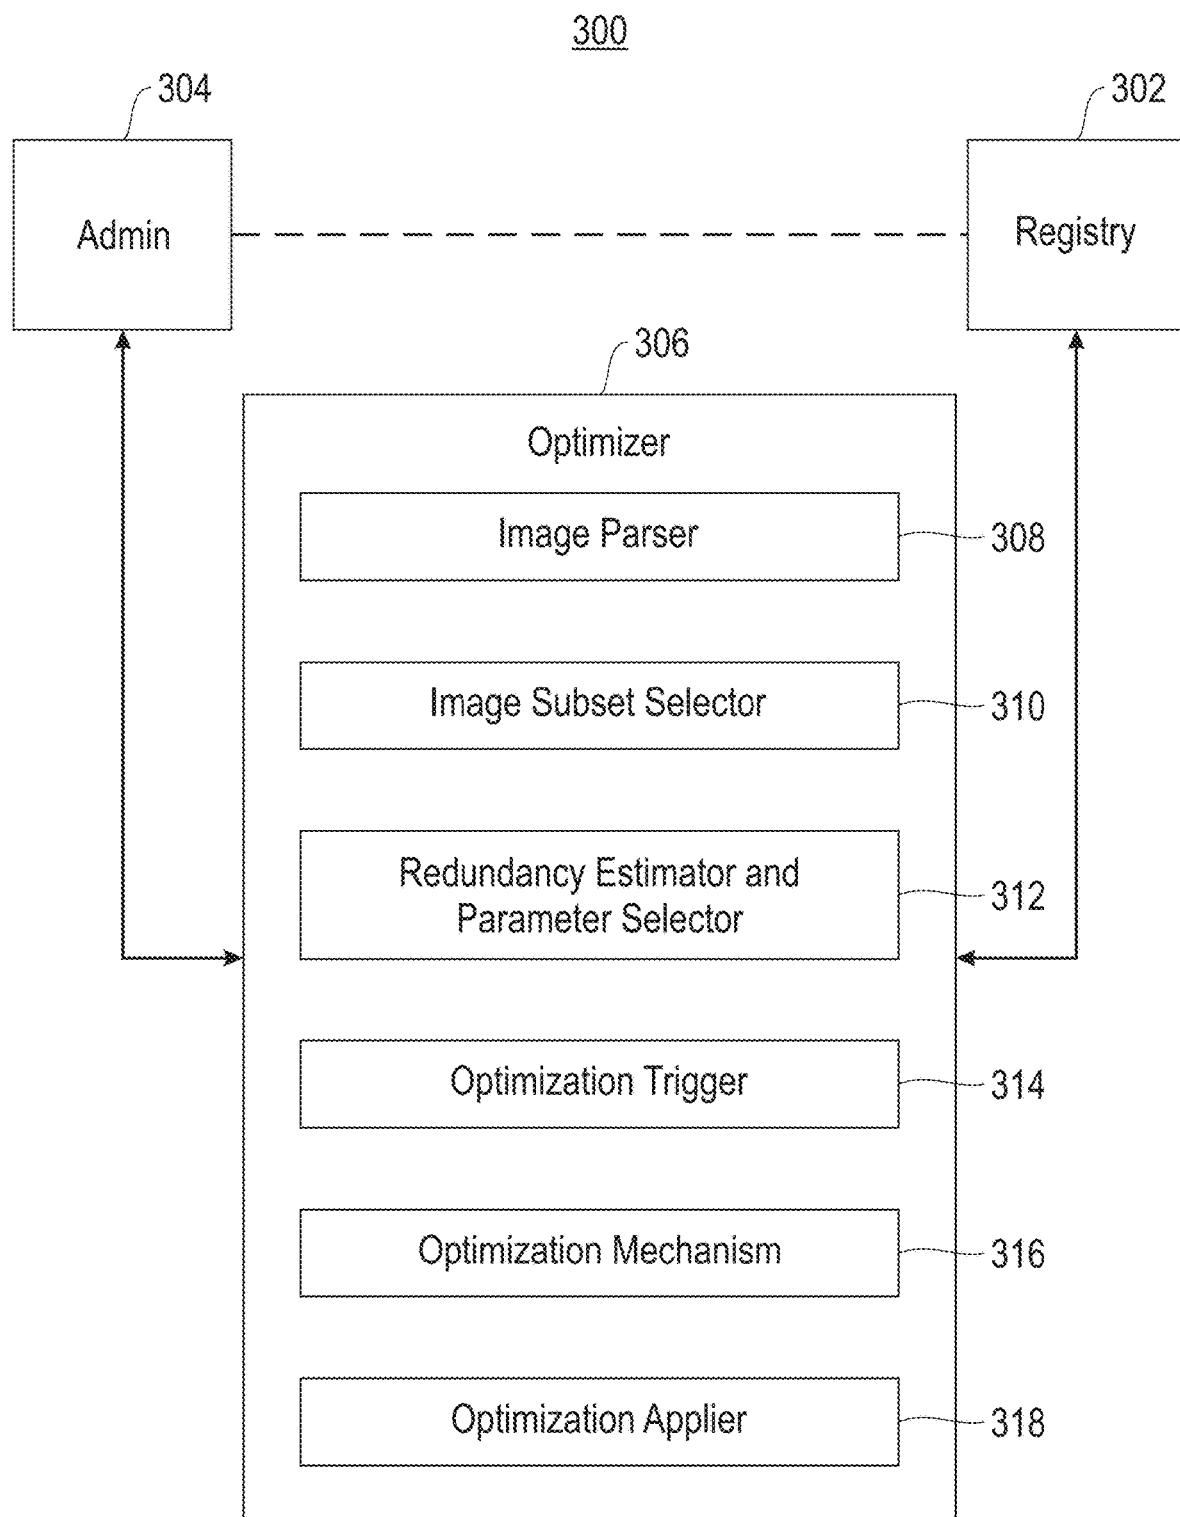 300
304
302
Admin
Registry
306
Optimizer
Image Parser
308
Image Subset Selector
310
Redundancy Estimator and
Parameter Selector
312
Optimization Trigger
314
Optimization Mechanism
316
Optimization Applier
318